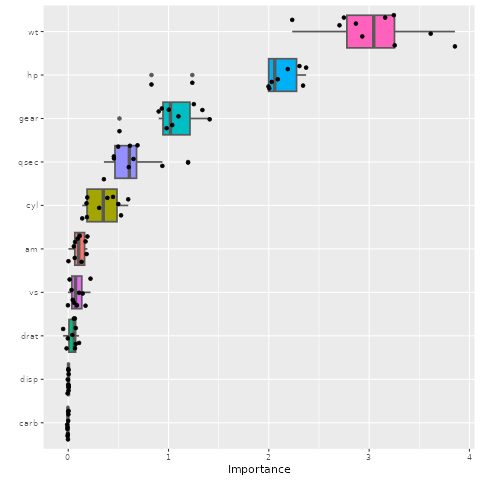 wt
hp
gear
qsec
cyl
am
vs
drat
disp
carb
0 1 2 3 4
Importance